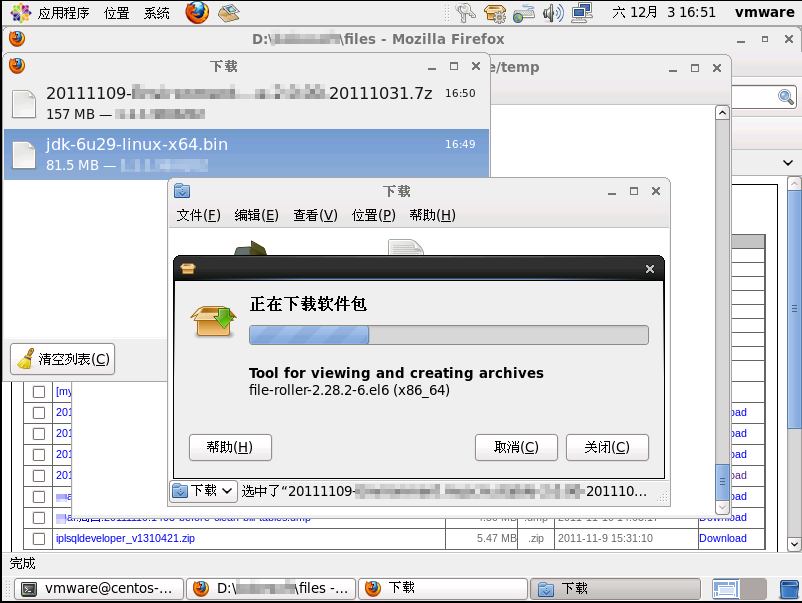 应用程序 位置 系统 六 12月 3 16:51 vmware
D:\ \files - Mozilla Firefox
下载
e/temp
20111109- 20111031.7z 16:50
157 MB —
jdk-6u29-linux-x64.bin 16:49
81.5 MB —
下载
文件(F) 编辑(E) 查看(V) 位置(P) 帮助(H)
正在下载软件包
Tool for viewing and creating archives
file-roller-2.28.2-6.el6 (x86_64)
帮助(H) 取消(C) 关闭(C)
清空列表(C)
[my
201 oad
201 oad
201 oad
201 oad
oad
下载 选中了“20111109- -201110...
Download
iplsqldeveloper_v1310421.zip 5.47 MB .zip 2011-11-9 15:31:10 Download
完成
vmware@centos-... D:\ \files -... 下载 下载